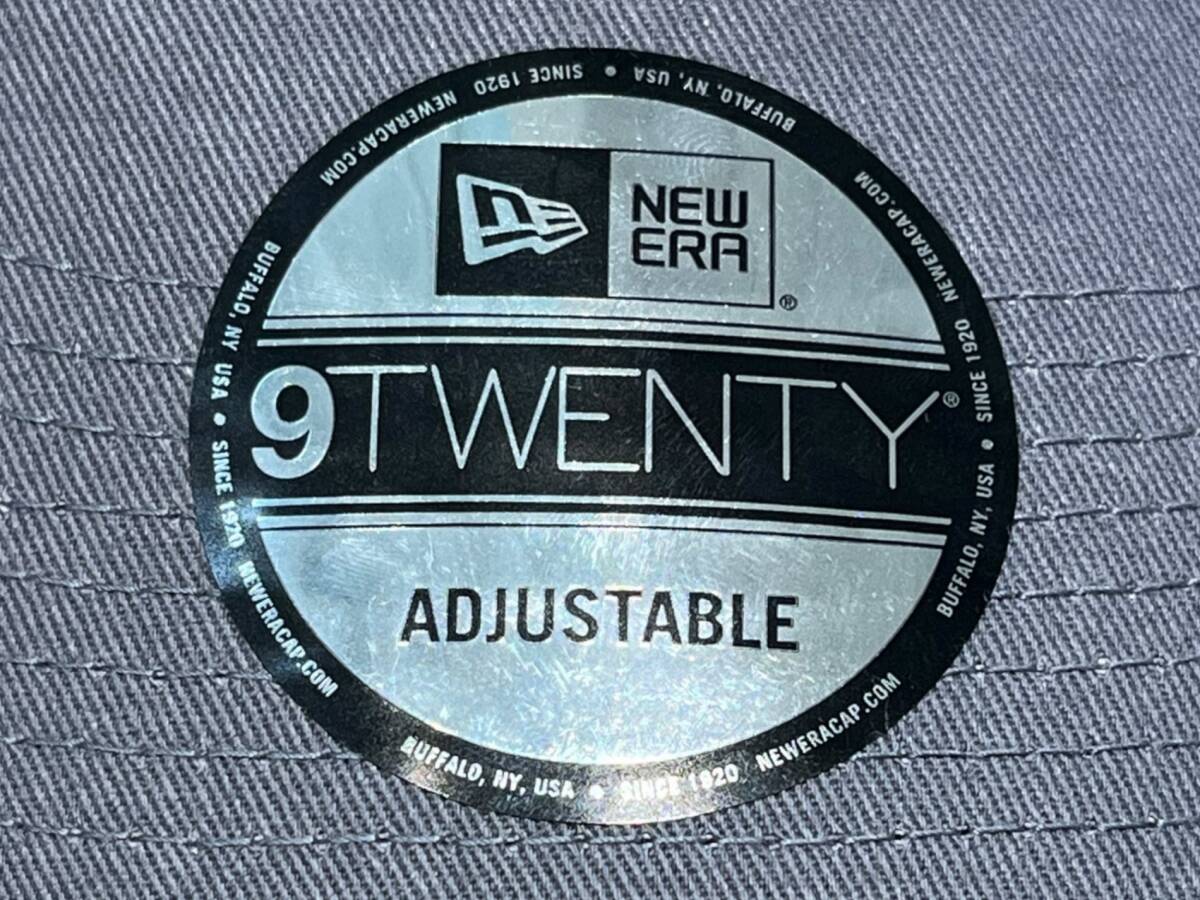 NEW
ERA
®
9TWENTY®
ADJUSTABLE
BUFFALO, NY, USA • SINCE 1920 NEWERACAP.COM
BUFFALO, NY, USA • SINCE 1920 NEWERACAP.COM
BUFFALO, NY, USA • SINCE 1920 NEWERACAP.COM
BUFFALO, NY USA • SINCE 1920 NEWERACAP.COM